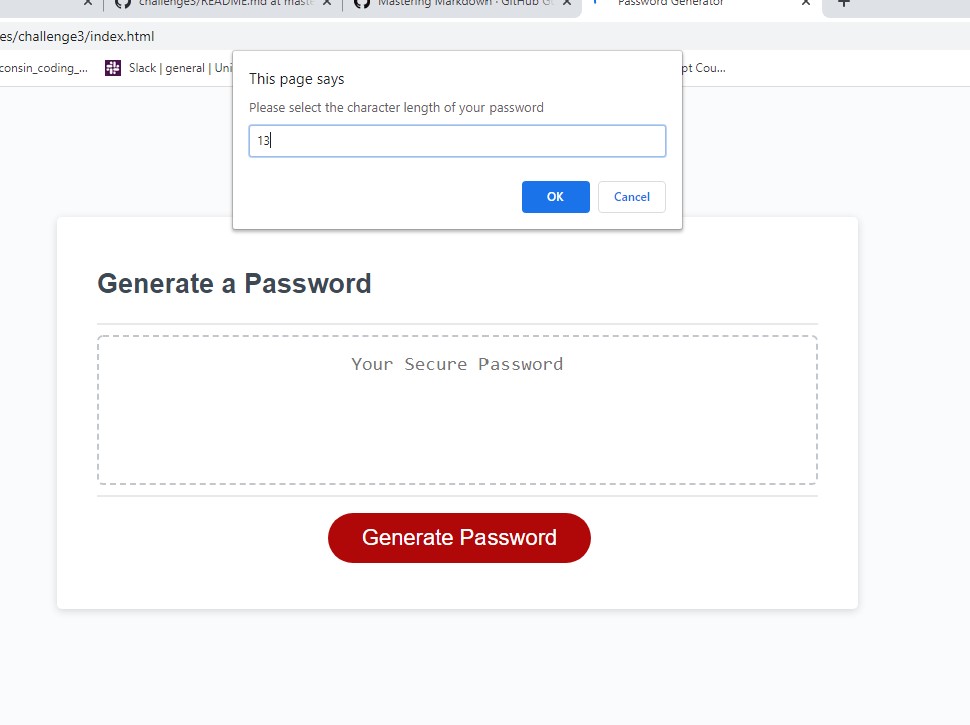 challenge3/README.md at maste
Mastering Markdown · GitHub Gu
Password Generator
es/challenge3/index.html
consin_coding_...
Slack | general | Uni
pt Cou...
This page says
Please select the character length of your password
13
OK
Cancel
Generate a Password
Your Secure Password
Generate Password